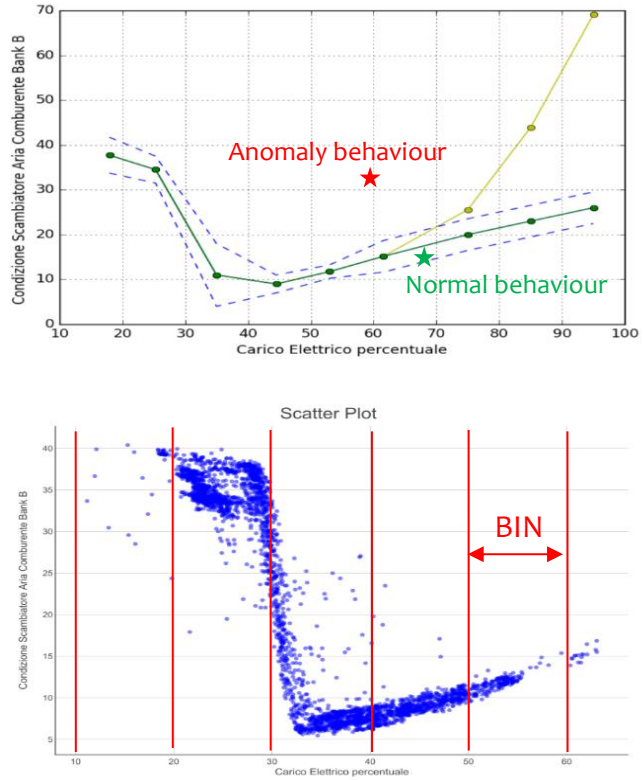 70
60
50
40
30
20
10
0
Condizione Scambiatore Aria Comburente Bank B
Anomaly behaviour
Normal behaviour
10 20 30 40 50 60 70 80 90 100
Carico Elettrico percentuale
Scatter Plot
40
35
30
25
20
15
10
5
Condizione Scambiatore Aria Comburente Bank B
BIN
10 20 30 40 50 60
Carico Elettrico percentuale